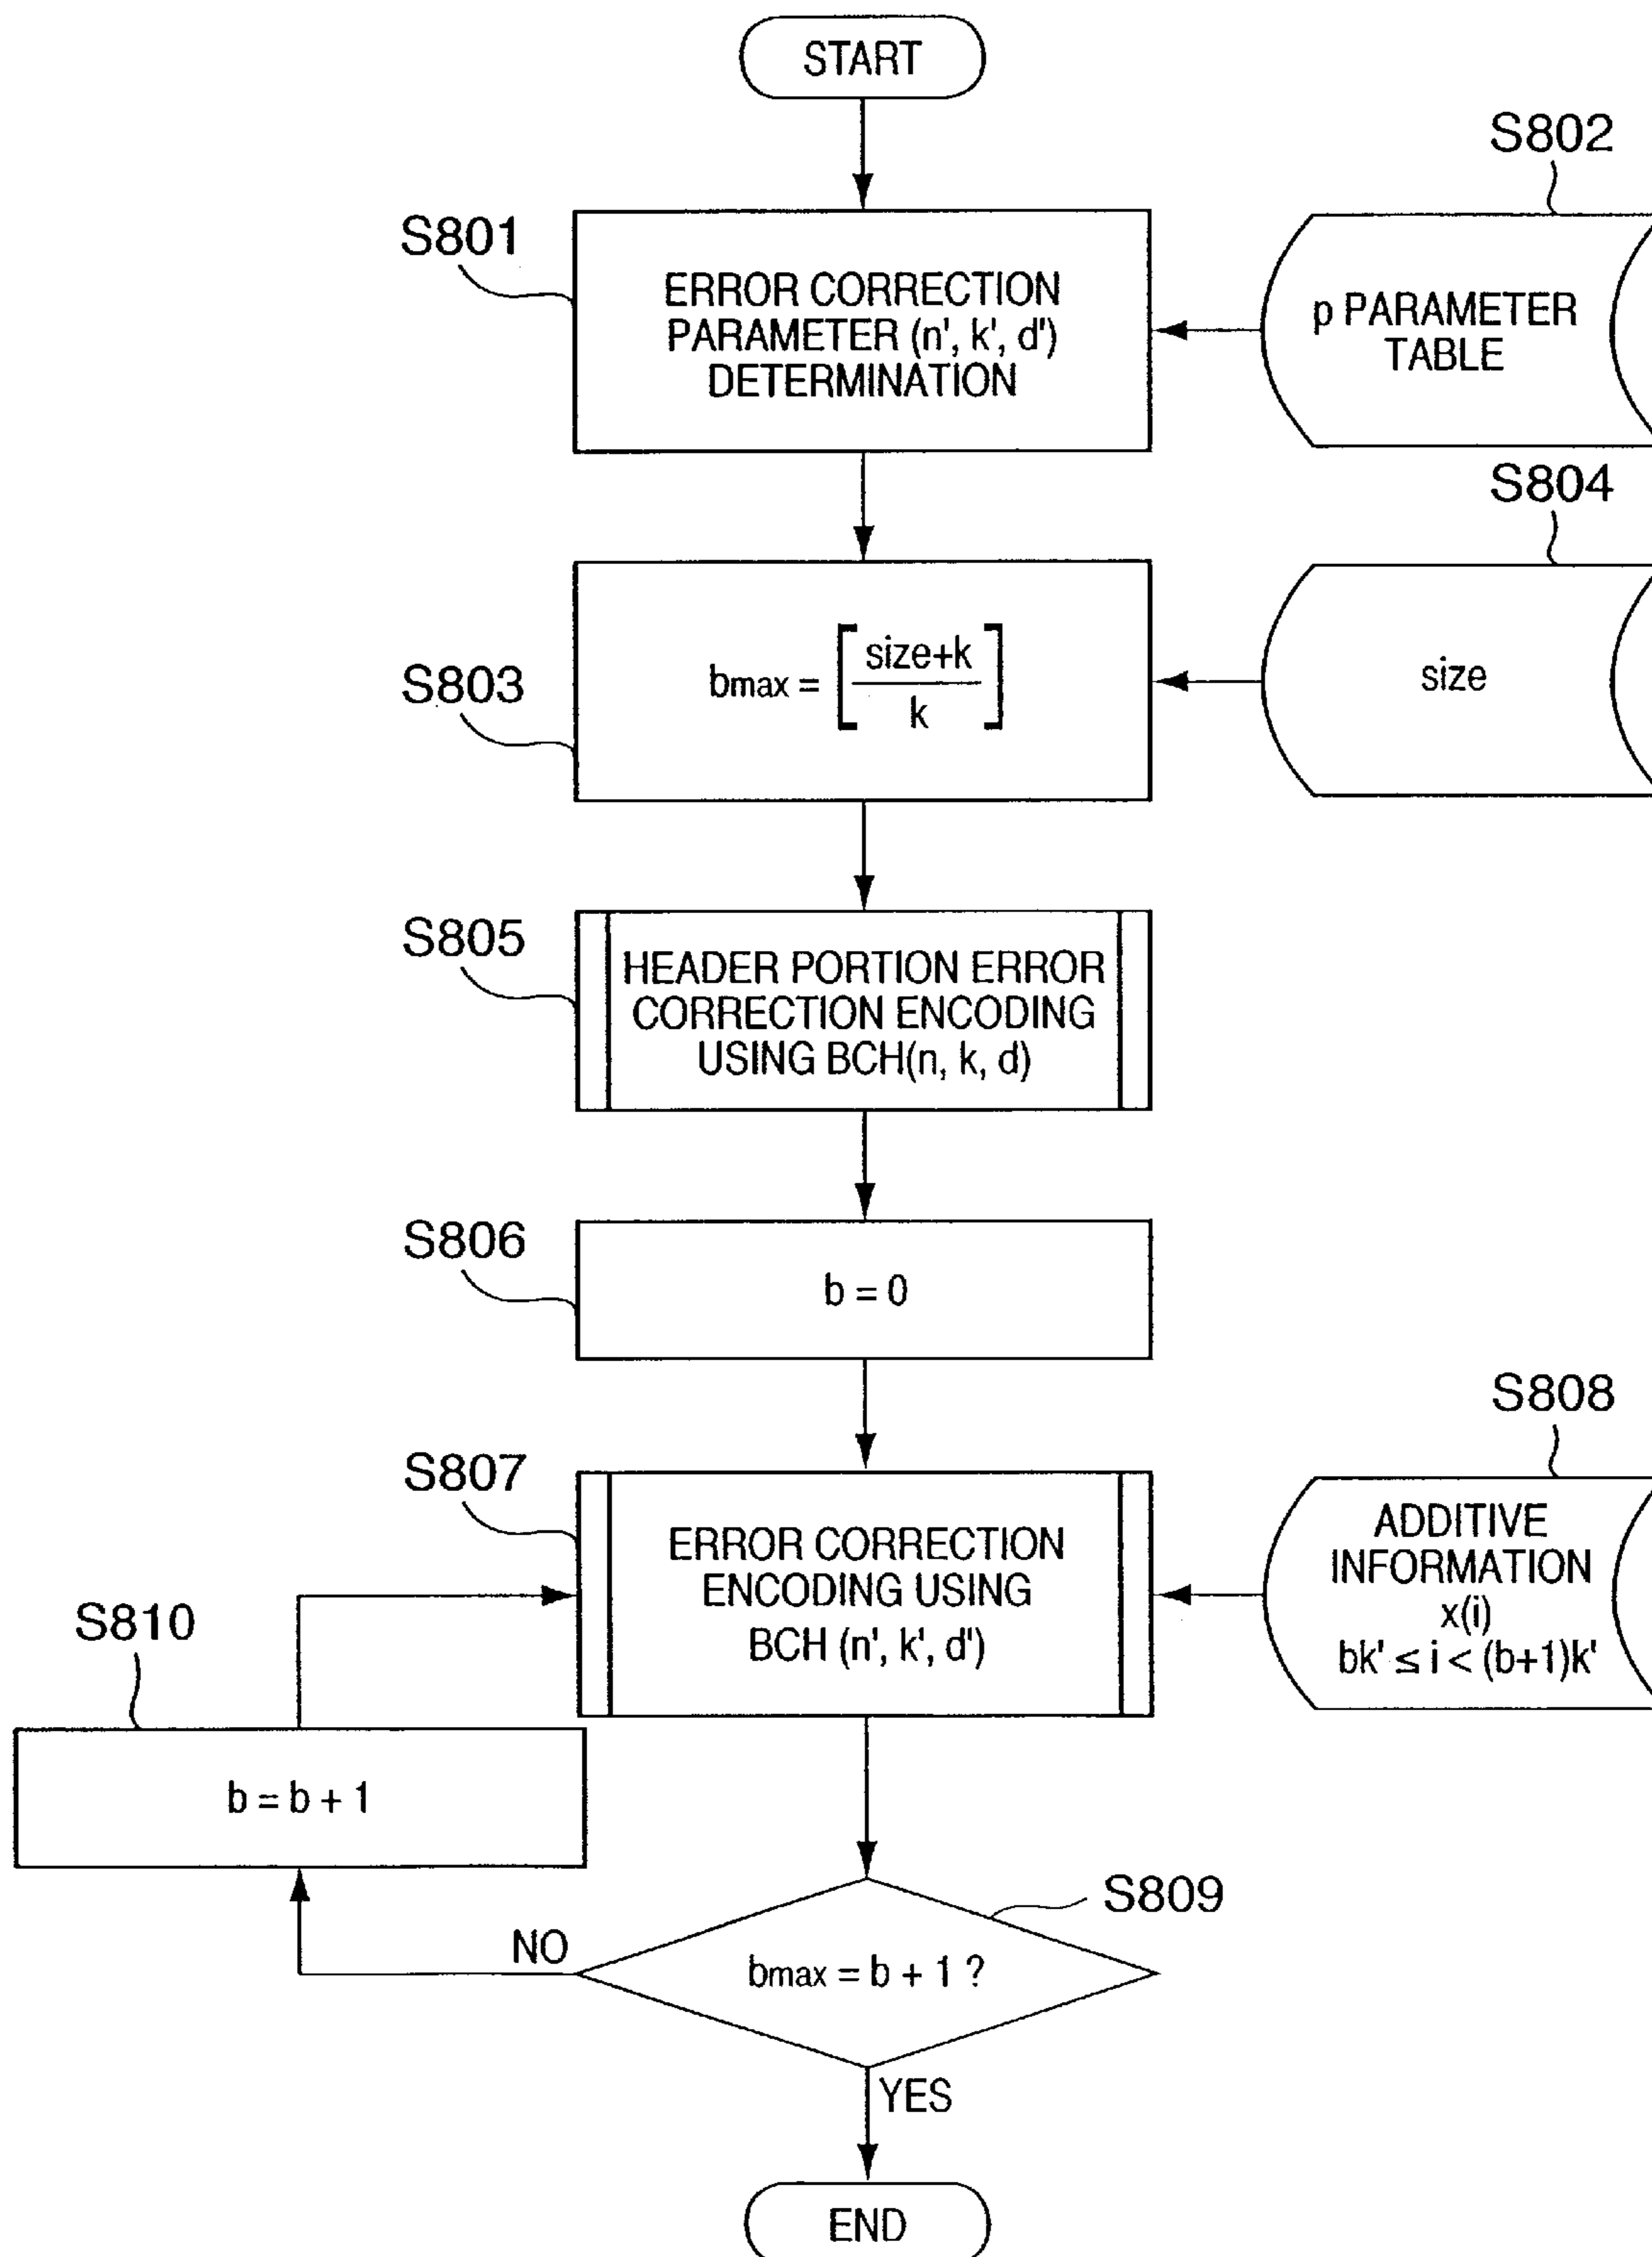 START
S802
S801
ERROR CORRECTION
PARAMETER (n', k', d')
DETERMINATION
p PARAMETER
TABLE
S804
S803
bmax = [ size+k / k ]
size
S805
HEADER PORTION ERROR
CORRECTION ENCODING
USING BCH(n, k, d)
S806
b = 0
S808
S807
ERROR CORRECTION
ENCODING USING
BCH (n', k', d')
ADDITIVE
INFORMATION
x(i)
bk' ≤ i < (b+1)k'
S810
b = b + 1
S809
NO
bmax = b + 1 ?
YES
END